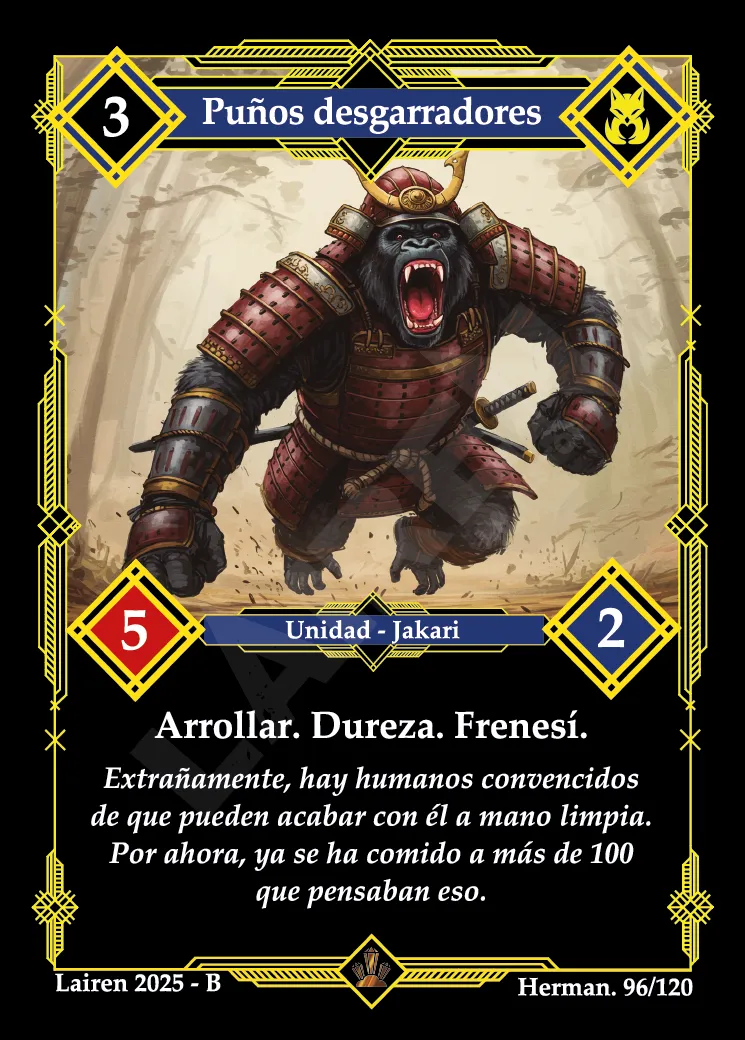 3
Puños desgarradores
5
Unidad - Jakari
2
Arrollar. Dureza. Frenesí.
Extrañamente, hay humanos convencidos
de que pueden acabar con él a mano limpia.
Por ahora, ya se ha comido a más de 100
que pensaban eso.
Lairen 2025 - B
Herman. 96/120